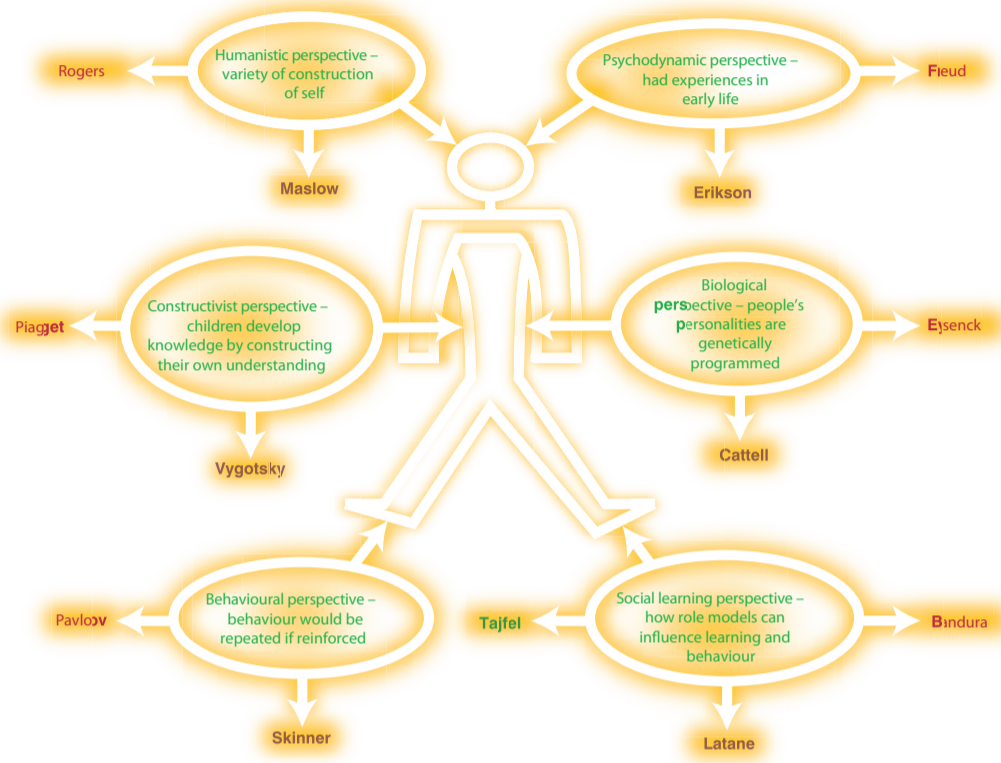 Rogers
Humanistic perspective –
variety of construction
of self
Maslow
Psychodynamic perspective –
had experiences in
early life
Freud
Erikson
Piaget
Constructivist perspective –
children develop
knowledge by constructing
their own understanding
Vygotsky
Biological
perspective – people’s
personalities are
genetically
programmed
Eysenck
Cattell
Pavlov
Behavioural perspective –
behaviour would be
repeated if reinforced
Skinner
Tajfel
Social learning perspective –
how role models can
influence learning and
behaviour
Bandura
Latane